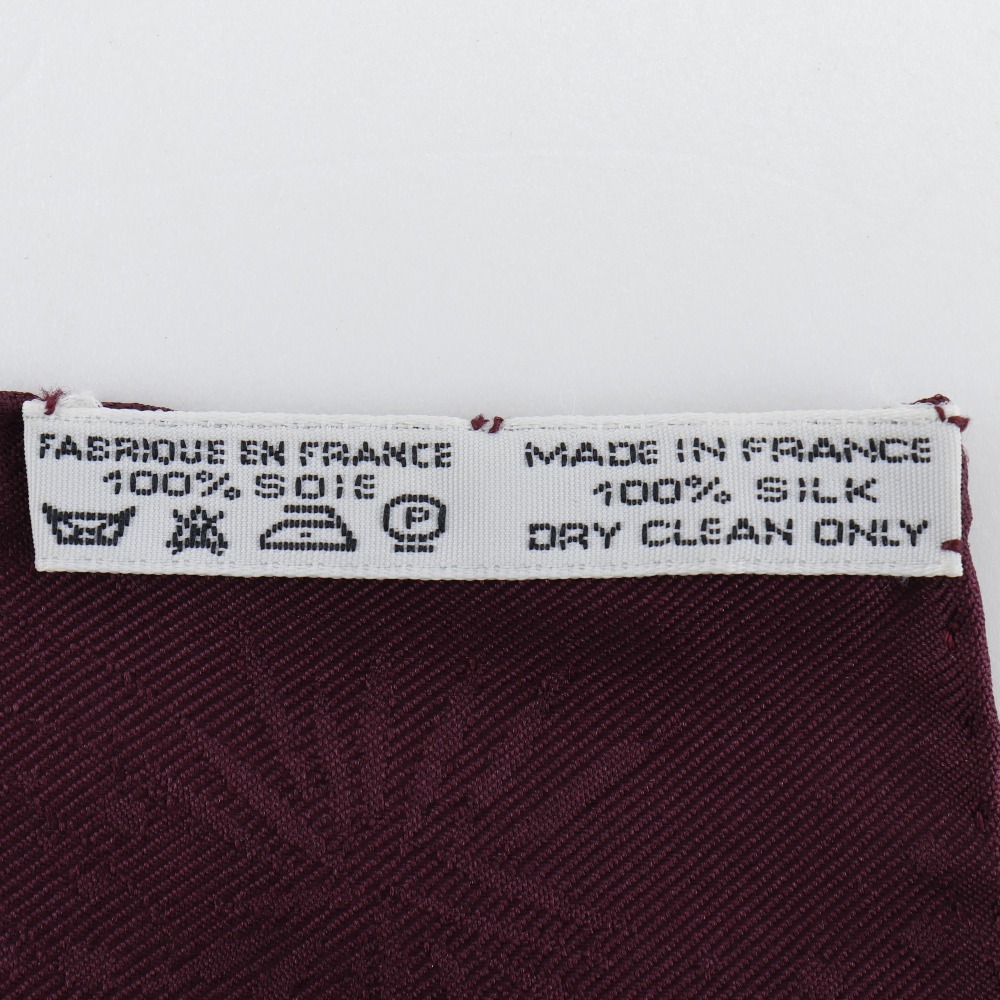 FABRIQUE EN FRANCE
100% SOIE
P
MADE IN FRANCE
100% SILK
DRY CLEAN ONLY